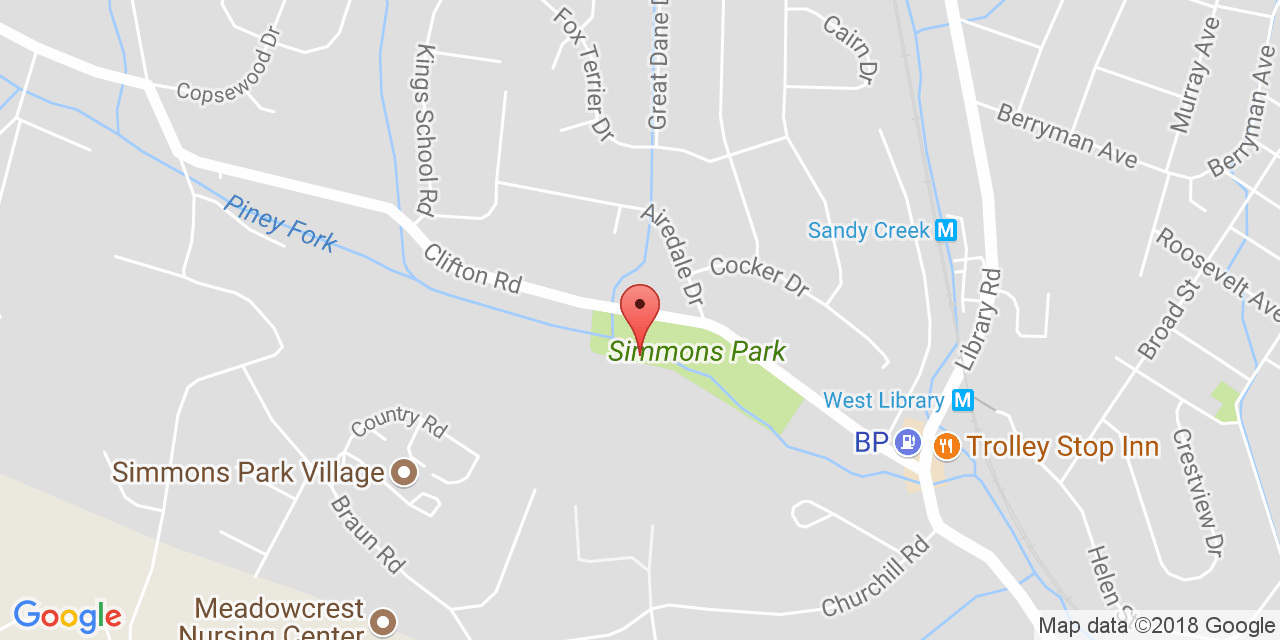 Copsewood Dr
Kings School Rd
Fox Terrier Dr
Great Dane D
Cairn Dr
Murray Ave
Berryman Ave
Berryman Ave
Piney Fork
Clifton Rd
Airedale Dr
Cocker Dr
Sandy Creek M
Roosevelt Ave
Library Rd
Broad St
Simmons Park
West Library M
BP
Trolley Stop Inn
Country Rd
Simmons Park Village
Braun Rd
Crestview Dr
Churchill Rd
Helen St
Meadowcrest
Nursing Center
Google
Map data ©2018 Google